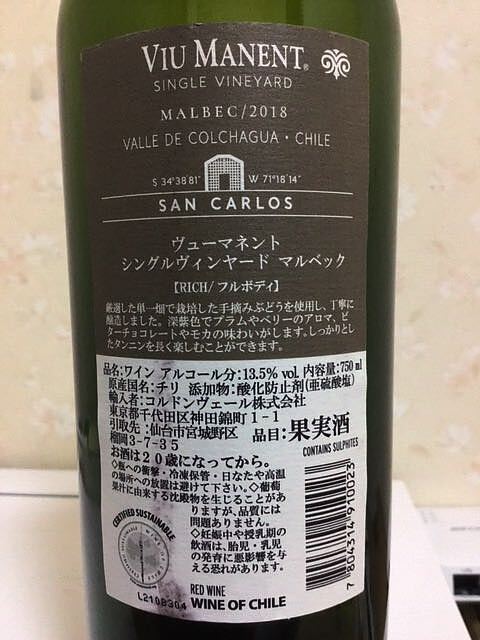 VIU MANENT®
SINGLE VINEYARD
MALBEC/2018
VALLE DE COLCHAGUA・CHILE
S 34°38'81" W 71°18'14"
SAN CARLOS
ヴューマネント
シングルヴィンヤード マルベック
【RICH/フルボディ】
厳選した単一畑で栽培した手摘みぶどうを使用し、丁寧に
醸造しました。深紫色でプラムやベリーのアロマ、ビ
ターチョコレートやモカの味わいがします。しっかりとし
たタンニンを長く楽しむことができます。
品名:ワイン アルコール分:13.5% vol. 内容量:750 ml
原産国:チリ 添加物:酸化防止剤(亜硫酸塩)
輸入者:コルドンヴェール株式会社
東京都千代田区神田錦町1-1
引取先:仙台市宮城野区
榴岡3-7-35
品目:果実酒
CONTAINS SULPHITES
お酒は20歳になってから。
◇瓶への衝撃・冷凍保管・日なたや高温
の場所への放置は避けて下さい。◇葡萄
果汁に由来する沈殿物を生じることがあり
ますが、品質には
問題ありません。
◇妊娠中や授乳期の
飲酒は、胎児・乳児
の発育に悪影響を与
える恐れがあります。
CERTIFIED SUSTAINABLE
L210B304
RED WINE
WINE OF CHILE
7 804314 910023